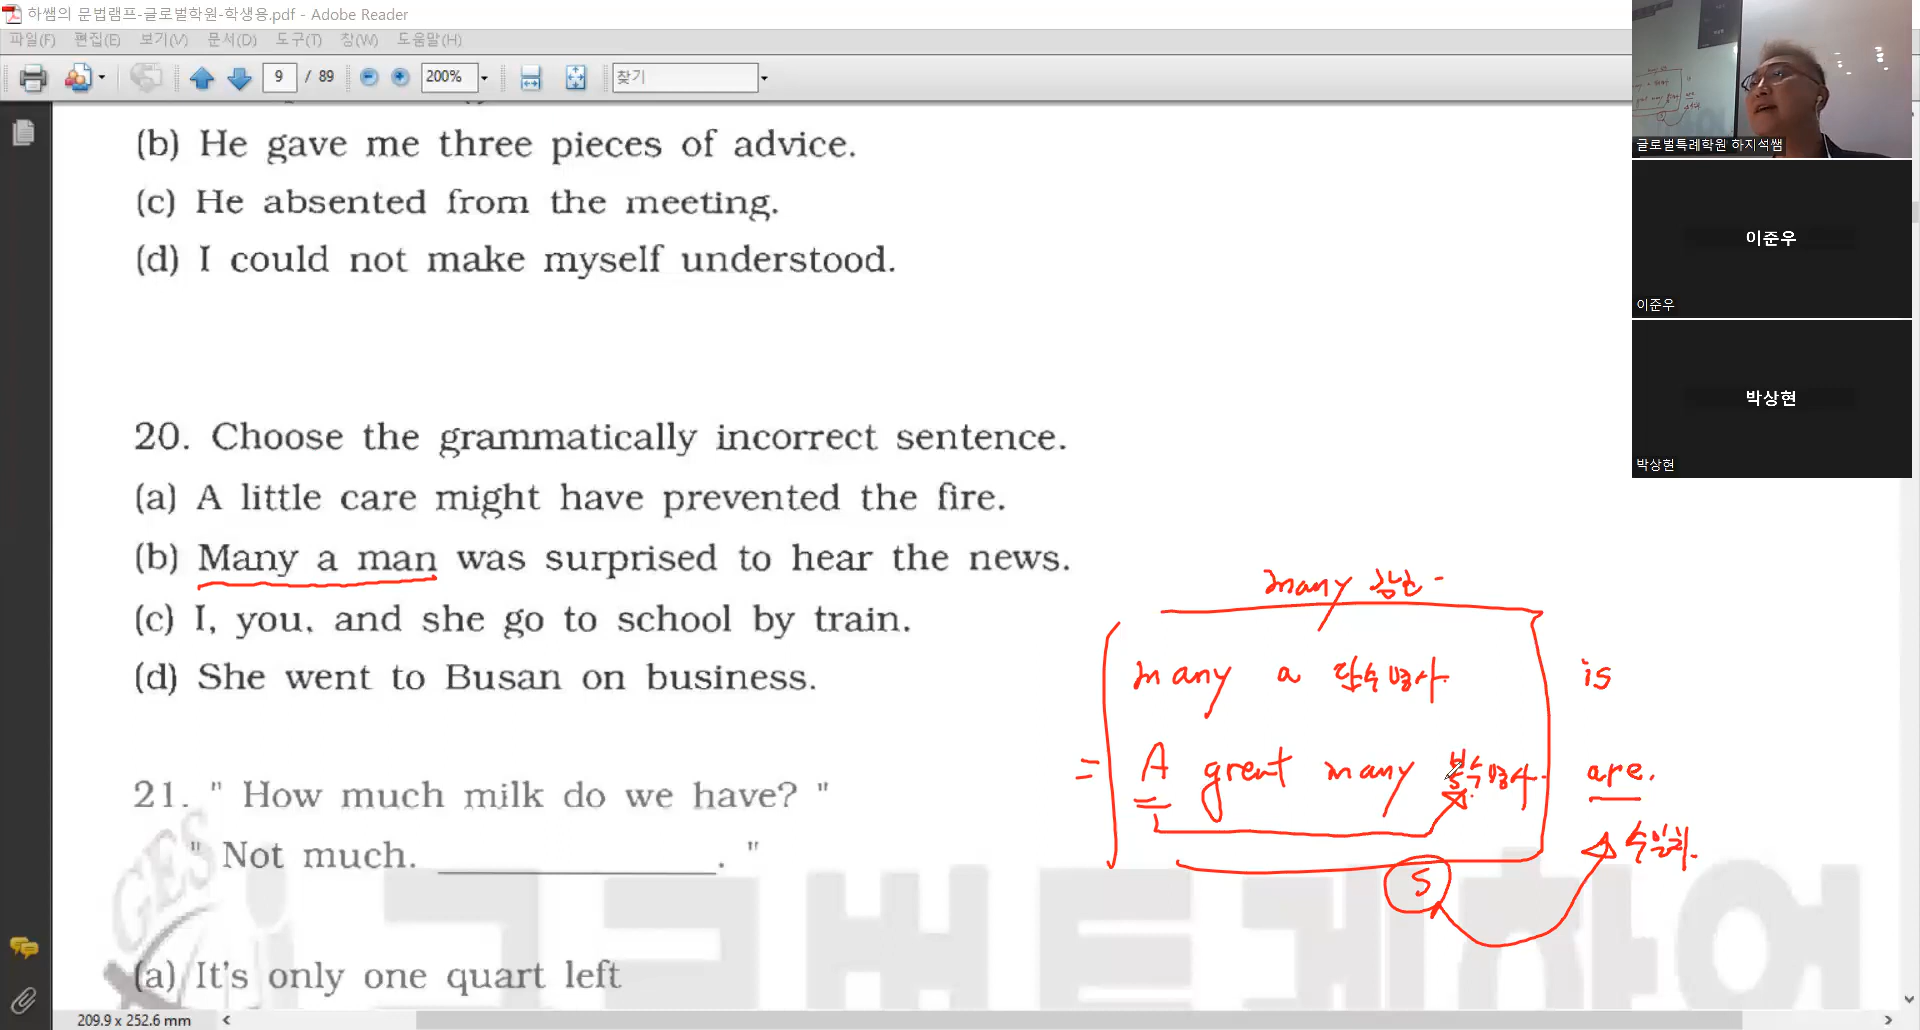 하쌤의 문법램프-글로벌학원-학생용.pdf - Adobe Reader
파일(F) 편집(E) 보기(V) 문서(D) 도구(T) 창(W) 도움말(H)
9 / 89 200% 찾기
(b) He gave me three pieces of advice.
(c) He absented from the meeting.
(d) I could not make myself understood.
20. Choose the grammatically incorrect sentence.
(a) A little care might have prevented the fire.
(b) Many a man was surprised to hear the news.
(c) I, you, and she go to school by train.
(d) She went to Busan on business.
21. " How much milk do we have? "
" Not much. ____________. "
(a) It's only one quart left
many 강조
many a 단수명사. is
= A great many 복수명사. are.
수일치.
S
GES
글로벌특례학원 하지석쌤
이준우
이준우
박상현
박상현
209.9 x 252.6 mm